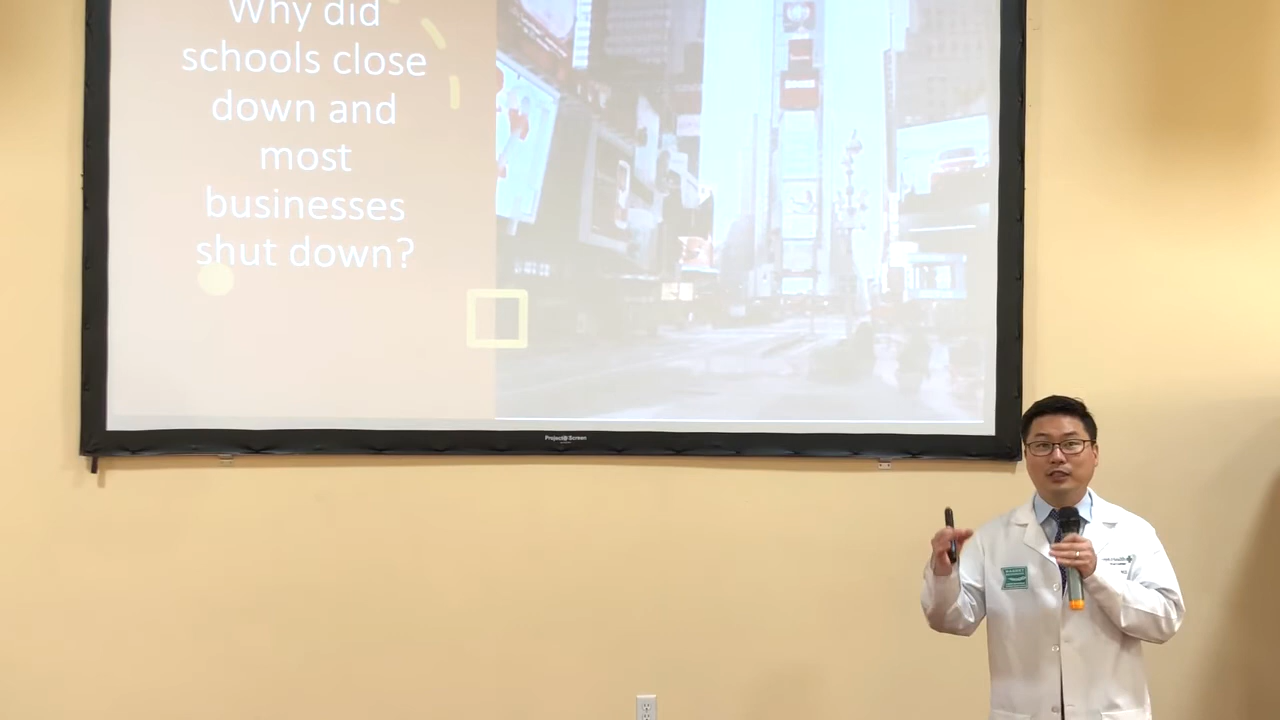 Why did
schools close
down and
most
businesses
shut down?